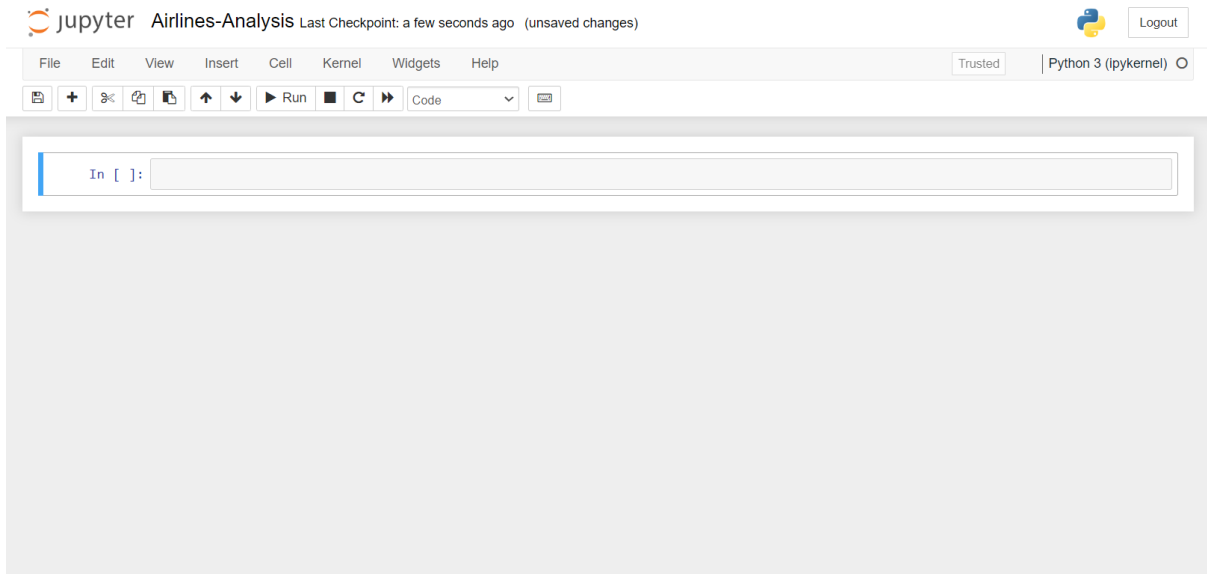 jupyter Airlines-Analysis Last Checkpoint: a few seconds ago (unsaved changes) Logout
File Edit View Insert Cell Kernel Widgets Help Trusted Python 3 (ipykernel)
Run Code
In [ ]: